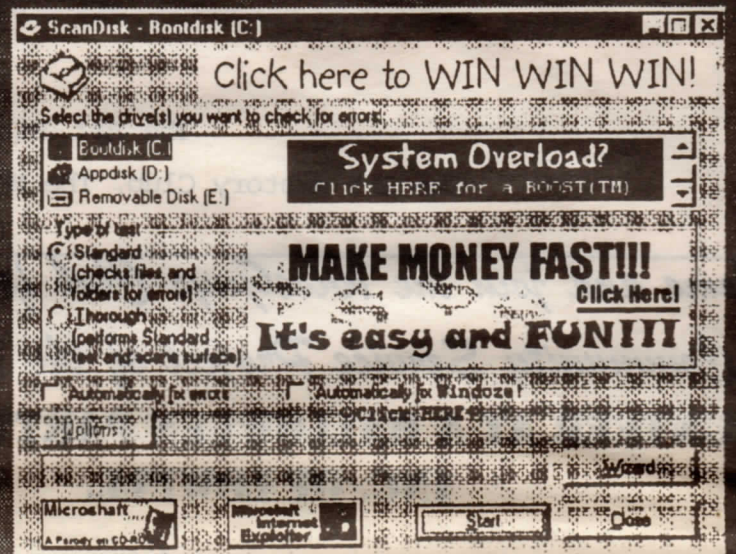 ScanDisk - Bootdisk (C:)
Click here to WIN WIN WIN!
Select the drive(s) you want to check for errors:
Bootdisk (C:)
System Overload?
Click HERE for a BOOST(TM)
Appdisk (D:)
Removable Disk (E:)
Type of test
Standard
(checks files and
folders for errors)
MAKE MONEY FAST!!!
Click Here!
Thorough
(performs Standard
test and scans surface)
It's easy and FUN!!!
Automatically fix errors
Automatically fix Windoze!
Click HERE
Options
Wizard
Microshaft
A Parody on CD-ROM
Microshaft
Internet
Exploiter
Start
Close